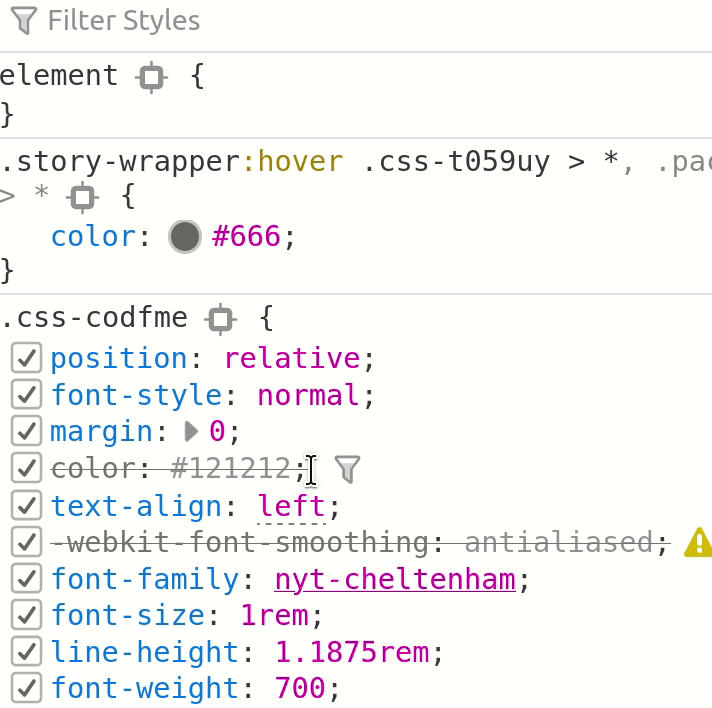 Filter Styles
element {
}
.story-wrapper:hover .css-t059uy > *,
> * {
color: #666;
}
.css-codfme {
position: relative;
font-style: normal;
margin: 0;
color: #121212;
text-align: left;
-webkit-font-smoothing: antialiased;
font-family: nyt-cheltenham;
font-size: 1rem;
line-height: 1.1875rem;
font-weight: 700;